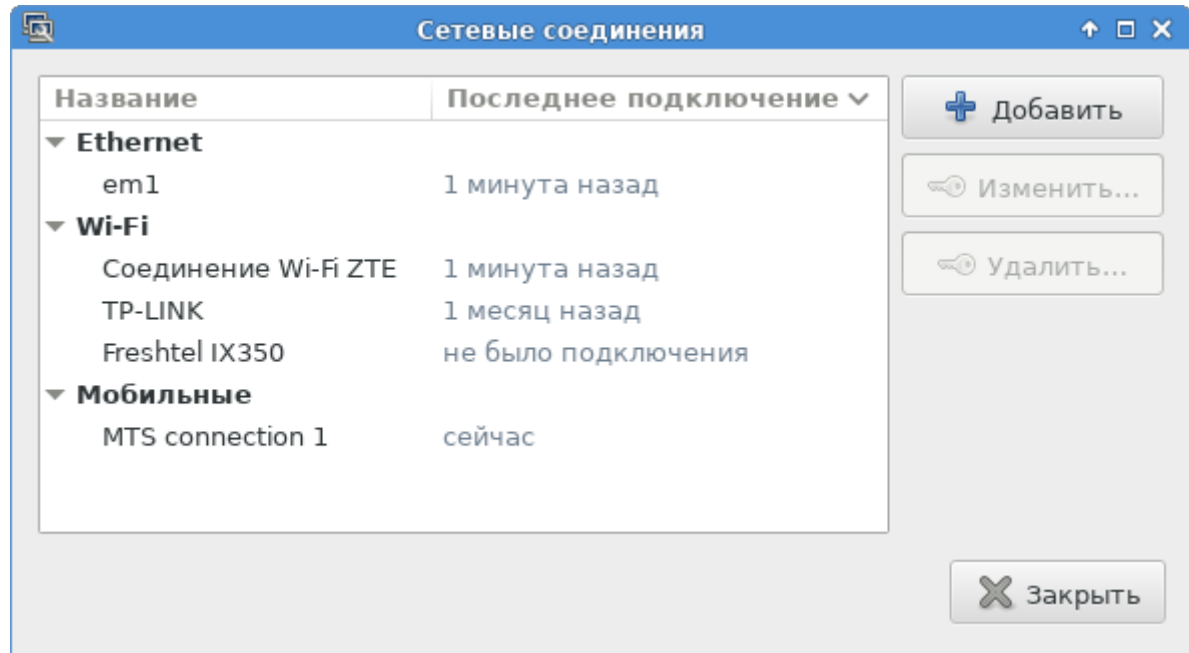 Сетевые соединения
Название Последнее подключение
Добавить
Ethernet
em1 1 минута назад
Изменить...
Wi-Fi
Соединение Wi-Fi ZTE 1 минута назад
Удалить...
TP-LINK 1 месяц назад
Freshtel IX350 не было подключения
Мобильные
MTS connection 1 сейчас
Закрыть